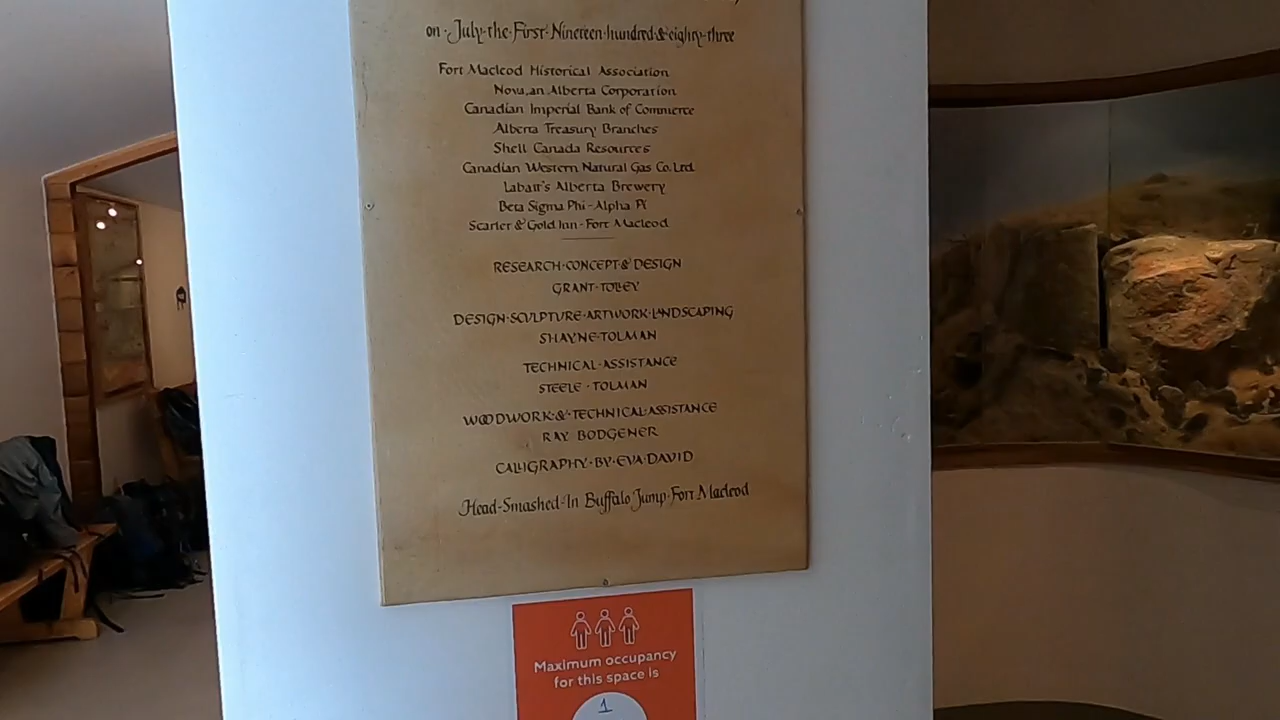 on·July·the·First·Nineteen·hundred·&·eighty-three
Fort Macleod Historical Association
Nova, an Alberta Corporation
Canadian Imperial Bank of Commerce
Alberta Treasury Branches
Shell Canada Resources
Canadian Western Natural Gas Co. Ltd.
Labatt's Alberta Brewery
Beta Sigma Phi - Alpha Pi
Scarlet & Gold Inn - Fort Macleod
RESEARCH·CONCEPT·&·DESIGN
GRANT·TOLLEY
DESIGN·SCULPTURE·ARTWORK·LANDSCAPING
SHAYNE·TOLMAN
TECHNICAL·ASSISTANCE
STEELE·TOLMAN
WOODWORK·&·TECHNICAL·ASSISTANCE
RAY BODGENER
CALLIGRAPHY·BY·EVA·DAVID
Head-Smashed-In Buffalo Jump·Fort Macleod
Maximum occupancy
for this space is
1